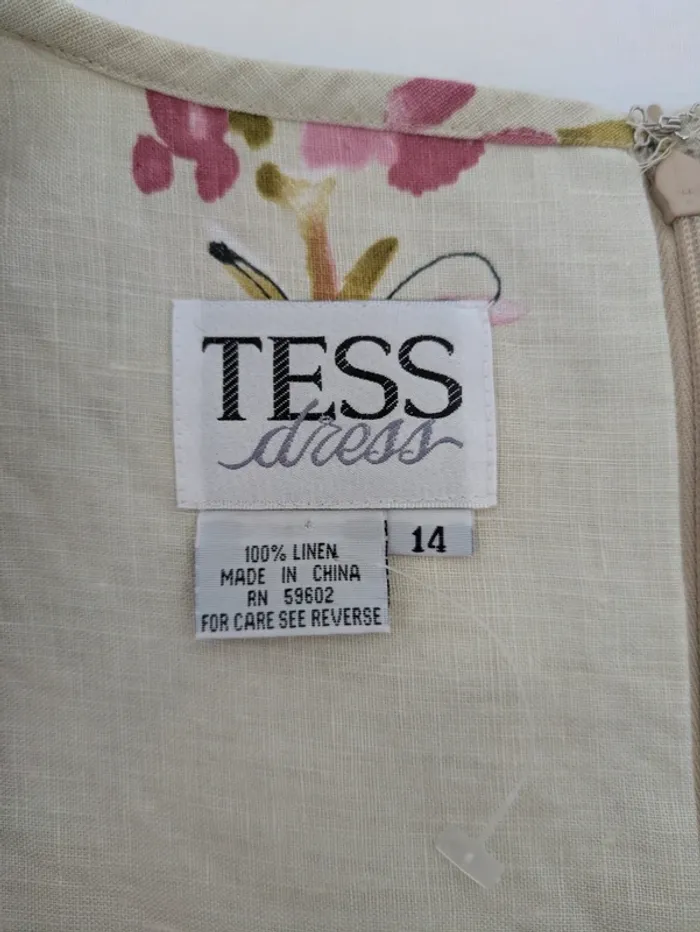 TESS
dress
14
100% LINEN
MADE IN CHINA
RN 59602
FOR CARE SEE REVERSE